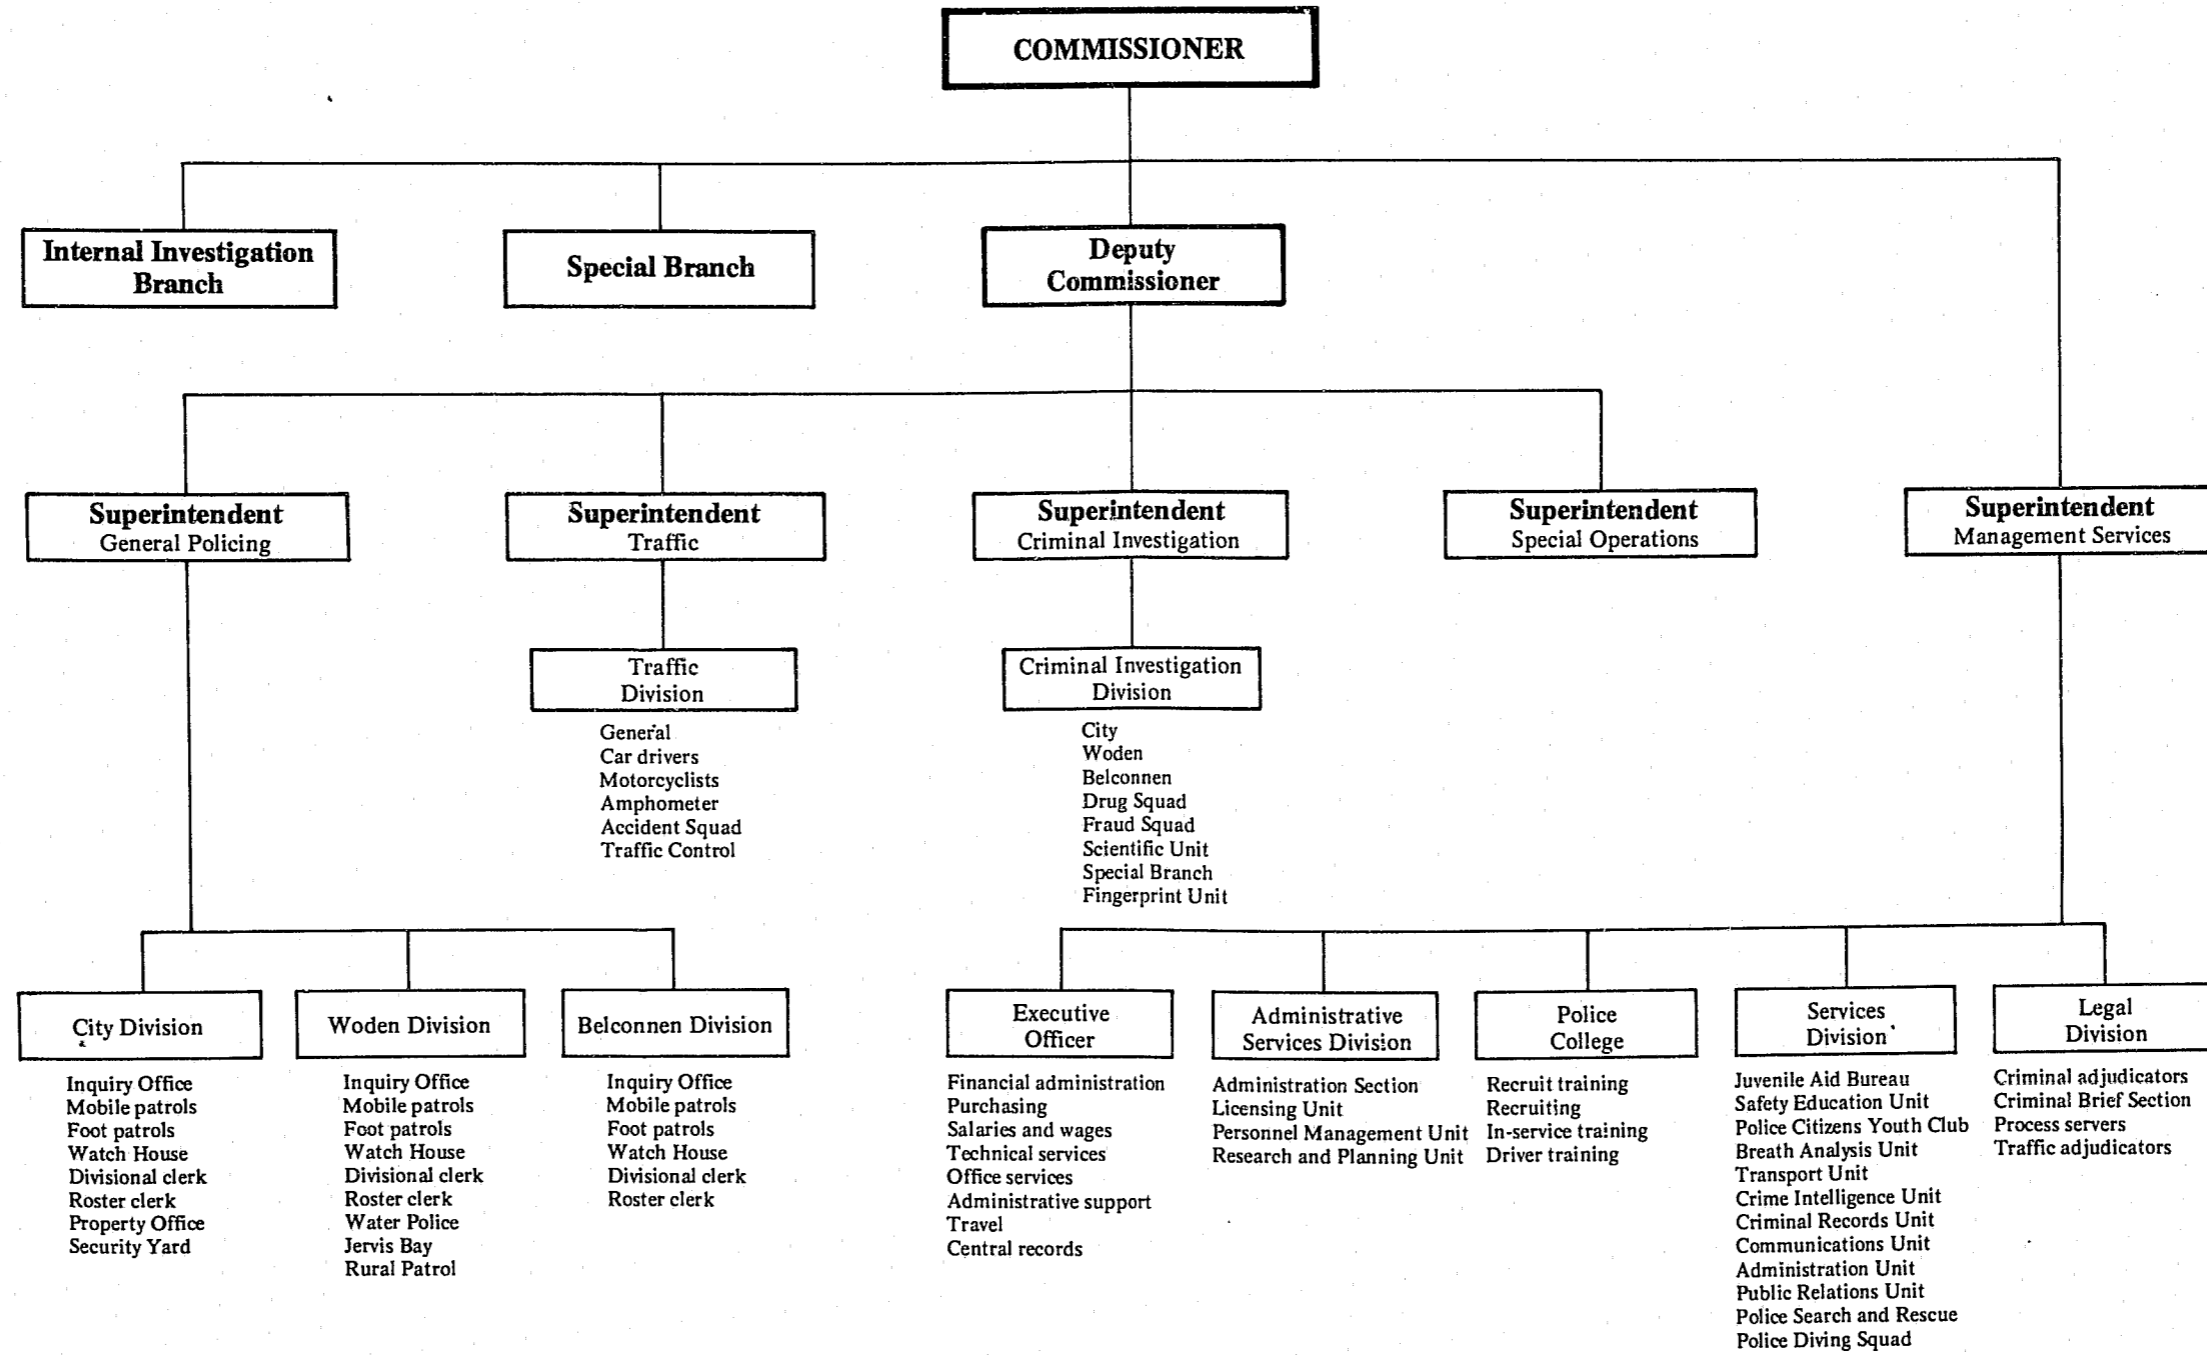 COMMISSIONER
Internal Investigation
Branch
Special Branch
Deputy
Commissioner
Superintendent
General Policing
Superintendent
Traffic
Superintendent
Criminal Investigation
Superintendent
Special Operations
Superintendent
Management Services
Traffic
Division
General
Car drivers
Motorcyclists
Amphometer
Accident Squad
Traffic Control
Criminal Investigation
Division
City
Woden
Belconnen
Drug Squad
Fraud Squad
Scientific Unit
Special Branch
Fingerprint Unit
City Division
Inquiry Office
Mobile patrols
Foot patrols
Watch House
Divisional clerk
Roster clerk
Property Office
Security Yard
Woden Division
Inquiry Office
Mobile patrols
Foot patrols
Watch House
Divisional clerk
Roster clerk
Water Police
Jervis Bay
Rural Patrol
Belconnen Division
Inquiry Office
Mobile patrols
Foot patrols
Watch House
Divisional clerk
Roster clerk
Executive
Officer
Financial administration
Purchasing
Salaries and wages
Technical services
Office services
Administrative support
Travel
Central records
Administrative
Services Division
Administration Section
Licensing Unit
Personnel Management Unit
Research and Planning Unit
Police
College
Recruit training
Recruiting
In-service training
Driver training
Services
Division
Juvenile Aid Bureau
Safety Education Unit
Police Citizens Youth Club
Breath Analysis Unit
Transport Unit
Crime Intelligence Unit
Criminal Records Unit
Communications Unit
Administration Unit
Public Relations Unit
Police Search and Rescue
Police Diving Squad
Legal
Division
Criminal adjudicators
Criminal Brief Section
Process servers
Traffic adjudicators